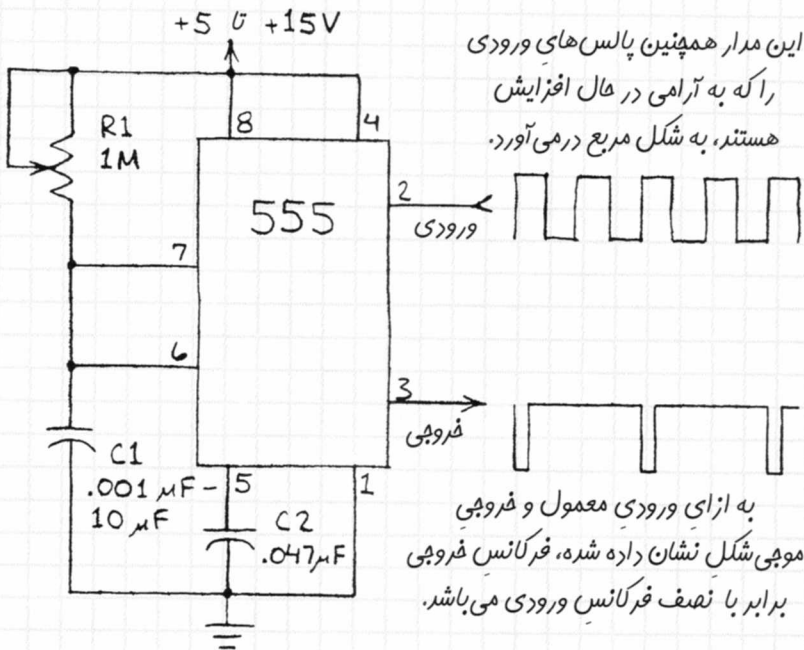 +5 تا +15V
این مدار همچنین پالس‌های ورودی
را که به آرامی در حال افزایش
هستند، به شکل مربع درمی‌آورد.
R1
1M
8
4
555
2
ورودی
7
6
3
خروجی
C1
.001 µF -
10 µF
5
1
C2
.047µF
به ازایِ ورودیِ معمول و خروجیِ
موجی‌شکلِ نشان داده شده، فرکانسِ خروجی
برابر با نصف فرکانسِ ورودی می‌باشد.